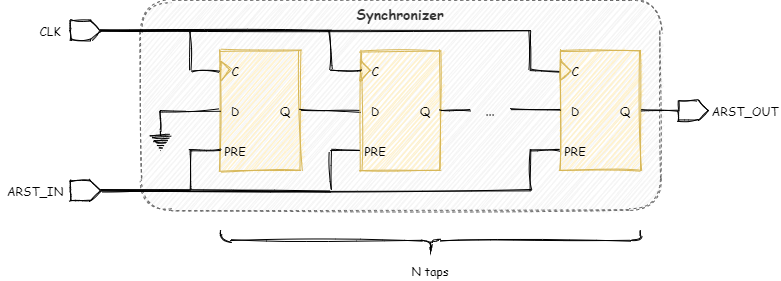 Synchronizer
CLK
C
C
C
D
Q
D
Q
...
D
Q
ARST_OUT
PRE
PRE
PRE
ARST_IN
N taps